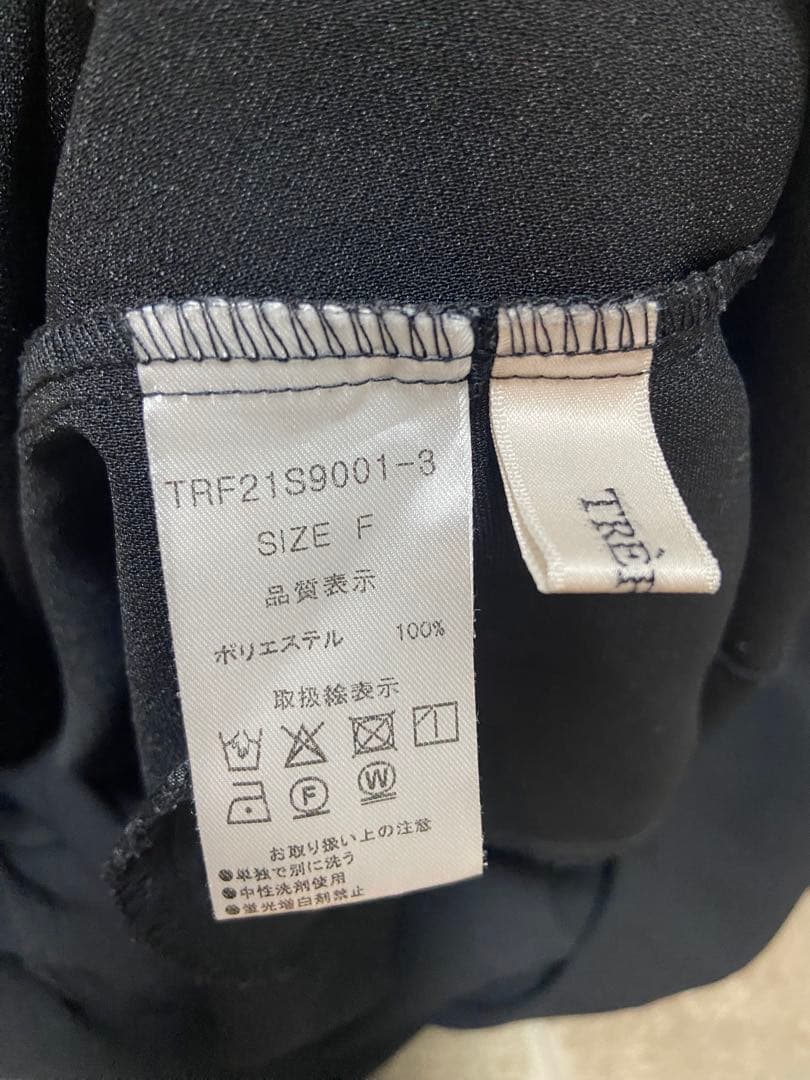 TRF21S9001-3
SIZE F
品質表示
ポリエステル 100%
取扱絵表示
F W
お取り扱い上の注意
●単独で別に洗う
●中性洗剤使用
●蛍光増白剤禁止
TRÈ